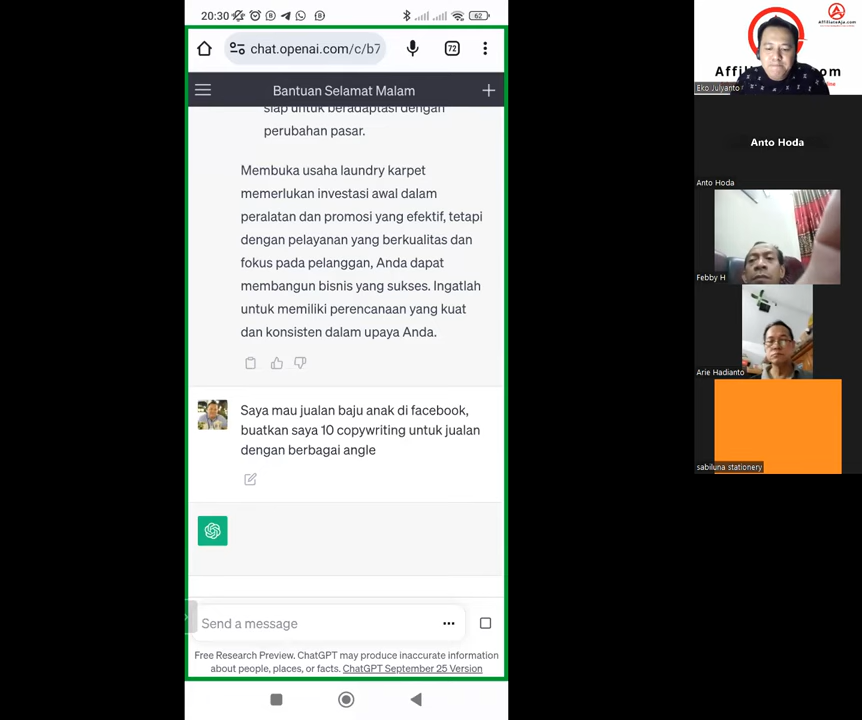 20:30
62
chat.openai.com/c/b7
72
Bantuan Selamat Malam
siap untuk beradaptasi dengan
perubahan pasar.
Membuka usaha laundry karpet
memerlukan investasi awal dalam
peralatan dan promosi yang efektif, tetapi
dengan pelayanan yang berkualitas dan
fokus pada pelanggan, Anda dapat
membangun bisnis yang sukses. Ingatlah
untuk memiliki perencanaan yang kuat
dan konsisten dalam upaya Anda.
Saya mau jualan baju anak di facebook,
buatkan saya 10 copywriting untuk jualan
dengan berbagai angle
Send a message
Free Research Preview. ChatGPT may produce inaccurate information
about people, places, or facts. ChatGPT September 25 Version
AffiliateAja.com
Eko Julyanto
Anto Hoda
Anto Hoda
Febby H
Arie Hadianto
sabiluna stationery